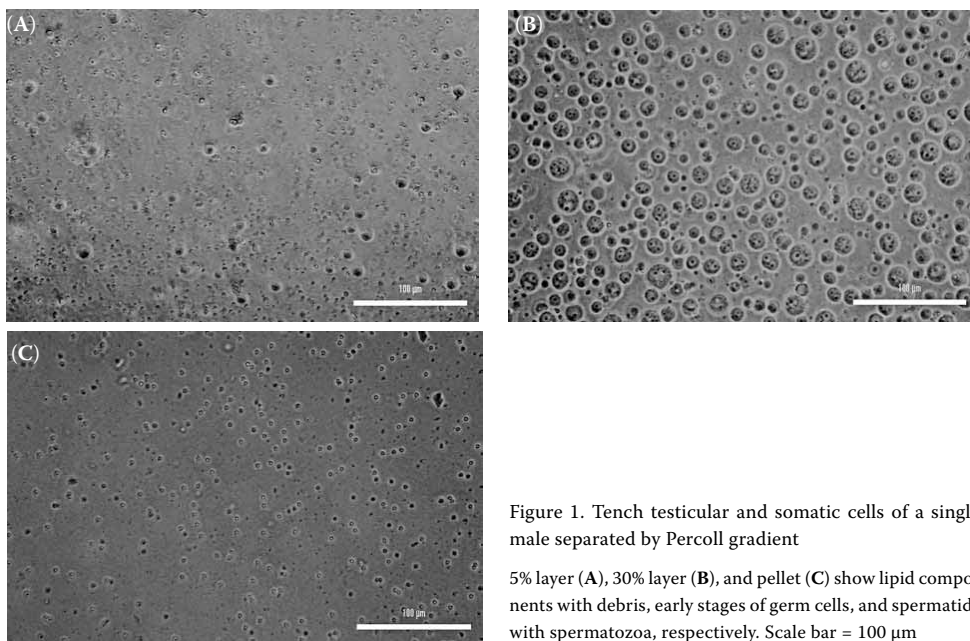 (A)
100 µm
(B)
100 µm
(C)
100 µm
Figure 1. Tench testicular and somatic cells of a singl
male separated by Percoll gradient
5% layer (A), 30% layer (B), and pellet (C) show lipid compo
nents with debris, early stages of germ cells, and spermatid
with spermatozoa, respectively. Scale bar = 100 µm